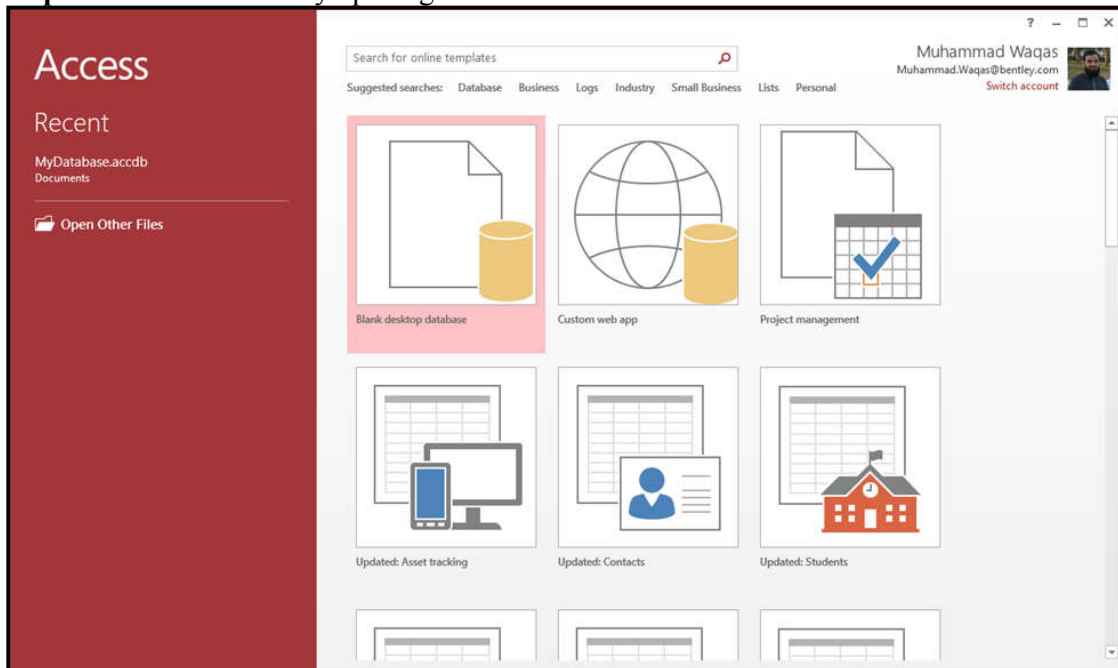 Access
Recent
MyDatabase.accdb
Documents
Open Other Files
?
Search for online templates
Muhammad Waqas
Muhammad.Waqas@bentley.com
Switch account
Suggested searches: Database Business Logs Industry Small Business Lists Personal
Blank desktop database
Custom web app
Project management
Updated: Asset tracking
Updated: Contacts
Updated: Students